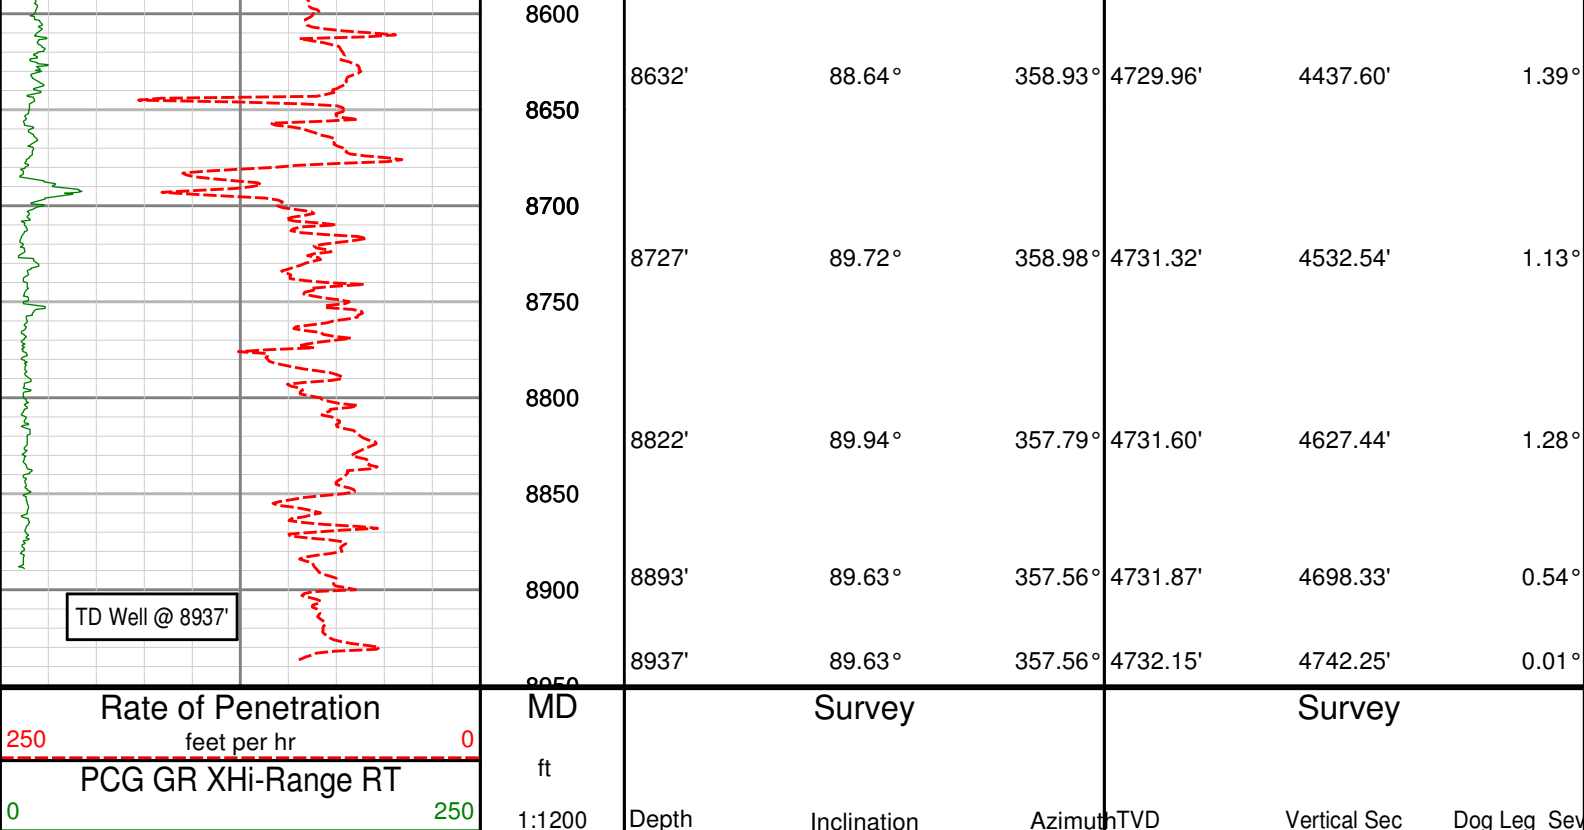 8600
8632' 88.64° 358.93° 4729.96' 4437.60' 1.39°
8650
8700
8727' 89.72° 358.98° 4731.32' 4532.54' 1.13°
8750
8800
8822' 89.94° 357.79° 4731.60' 4627.44' 1.28°
8850
8893' 89.63° 357.56° 4731.87' 4698.33' 0.54°
8900
TD Well @ 8937'
8937' 89.63° 357.56° 4732.15' 4742.25' 0.01°
8950
Rate of Penetration MD Survey Survey
250 feet per hr 0
ft
PCG GR XHi-Range RT
0 250
1:1200 Depth Inclination Azimuth TVD Vertical Sec Dog Leg Sev